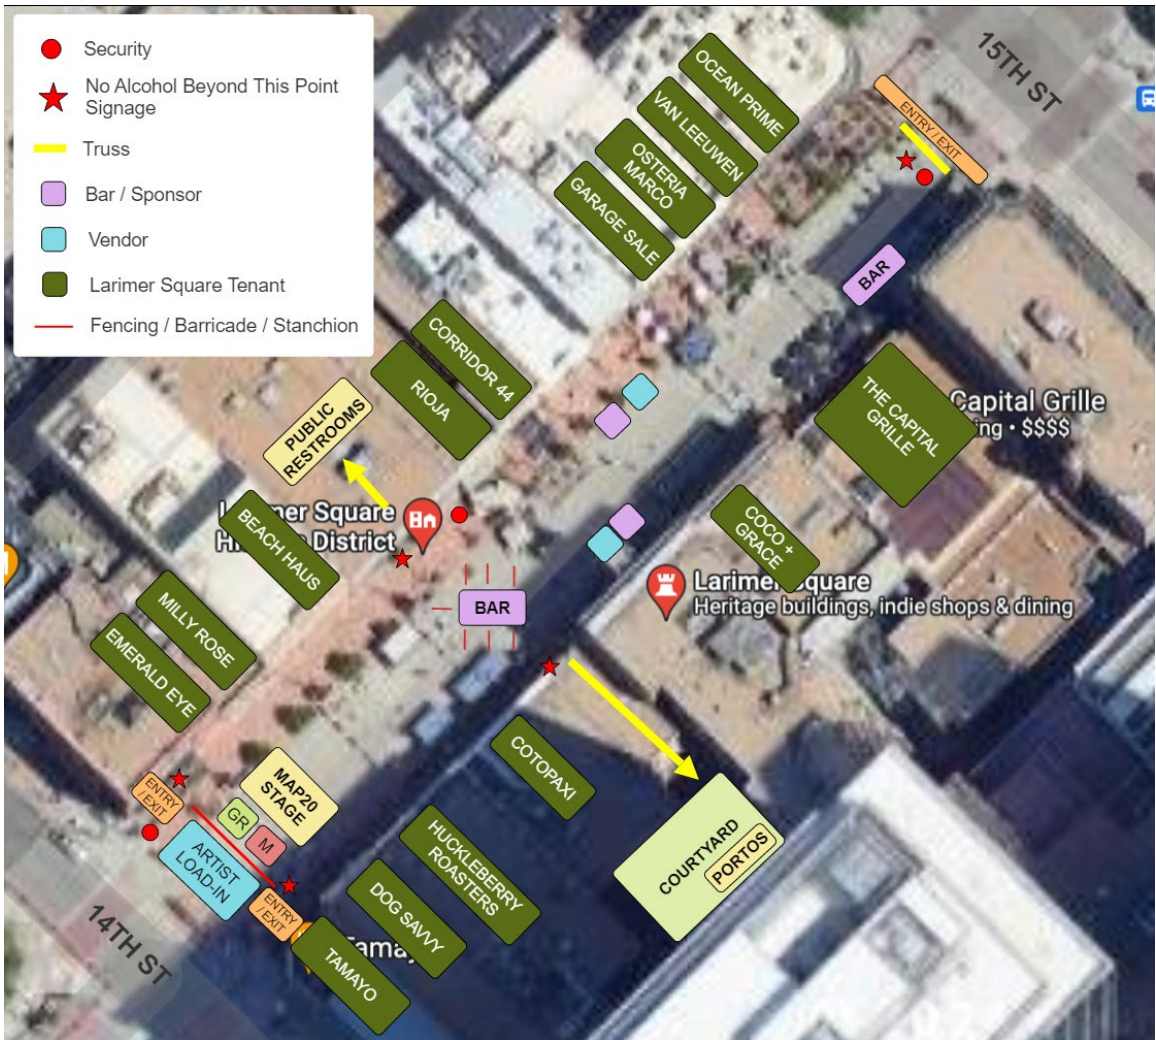 Security
No Alcohol Beyond This Point
Signage
Truss
Bar / Sponsor
Vendor
Larimer Square Tenant
Fencing / Barricade / Stanchion
15TH ST
ENTRY / EXIT
OCEAN PRIME
VAN LEEUWEN
OSTERIA
MARCO
GARAGE SALE
BAR
CORRIDOR 44
RIOJA
PUBLIC
RESTROOMS
THE CAPITAL
GRILLE
Capital Grille
$$$$
Historic District
BEACH HAUS
COCO +
GRACE
Larimer Square
Heritage buildings, indie shops & dining
BAR
MILLY ROSE
EMERALD EYE
COTOPAXI
ENTRY
/ EXIT
MAP20
STAGE
GR
M
ARTIST
LOAD-IN
ENTRY
/ EXIT
HUCKLEBERRY
ROASTERS
COURTYARD
PORTOS
DOG SAVVY
TAMAYO
14TH ST